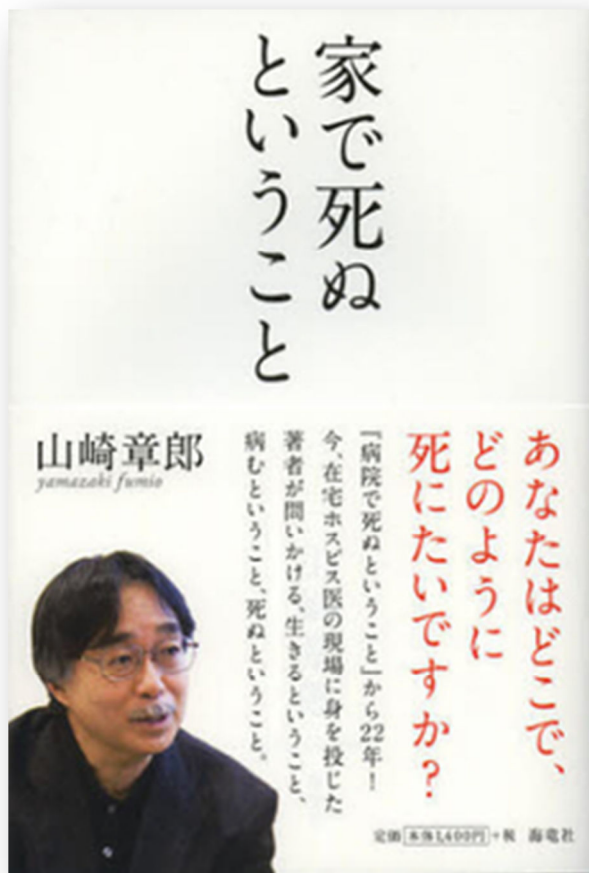 家で死ぬ
ということ
山崎章郎
yamazaki fumio
あなたはどこで、
どのように
死にたいですか?
『病院で死ぬということ』から22年!
今、在宅ホスピス医の現場に身を投じた
著者が問いかける、生きるということ、
病むということ、死ぬということ。
定価 本体1,400円 +税 海竜社